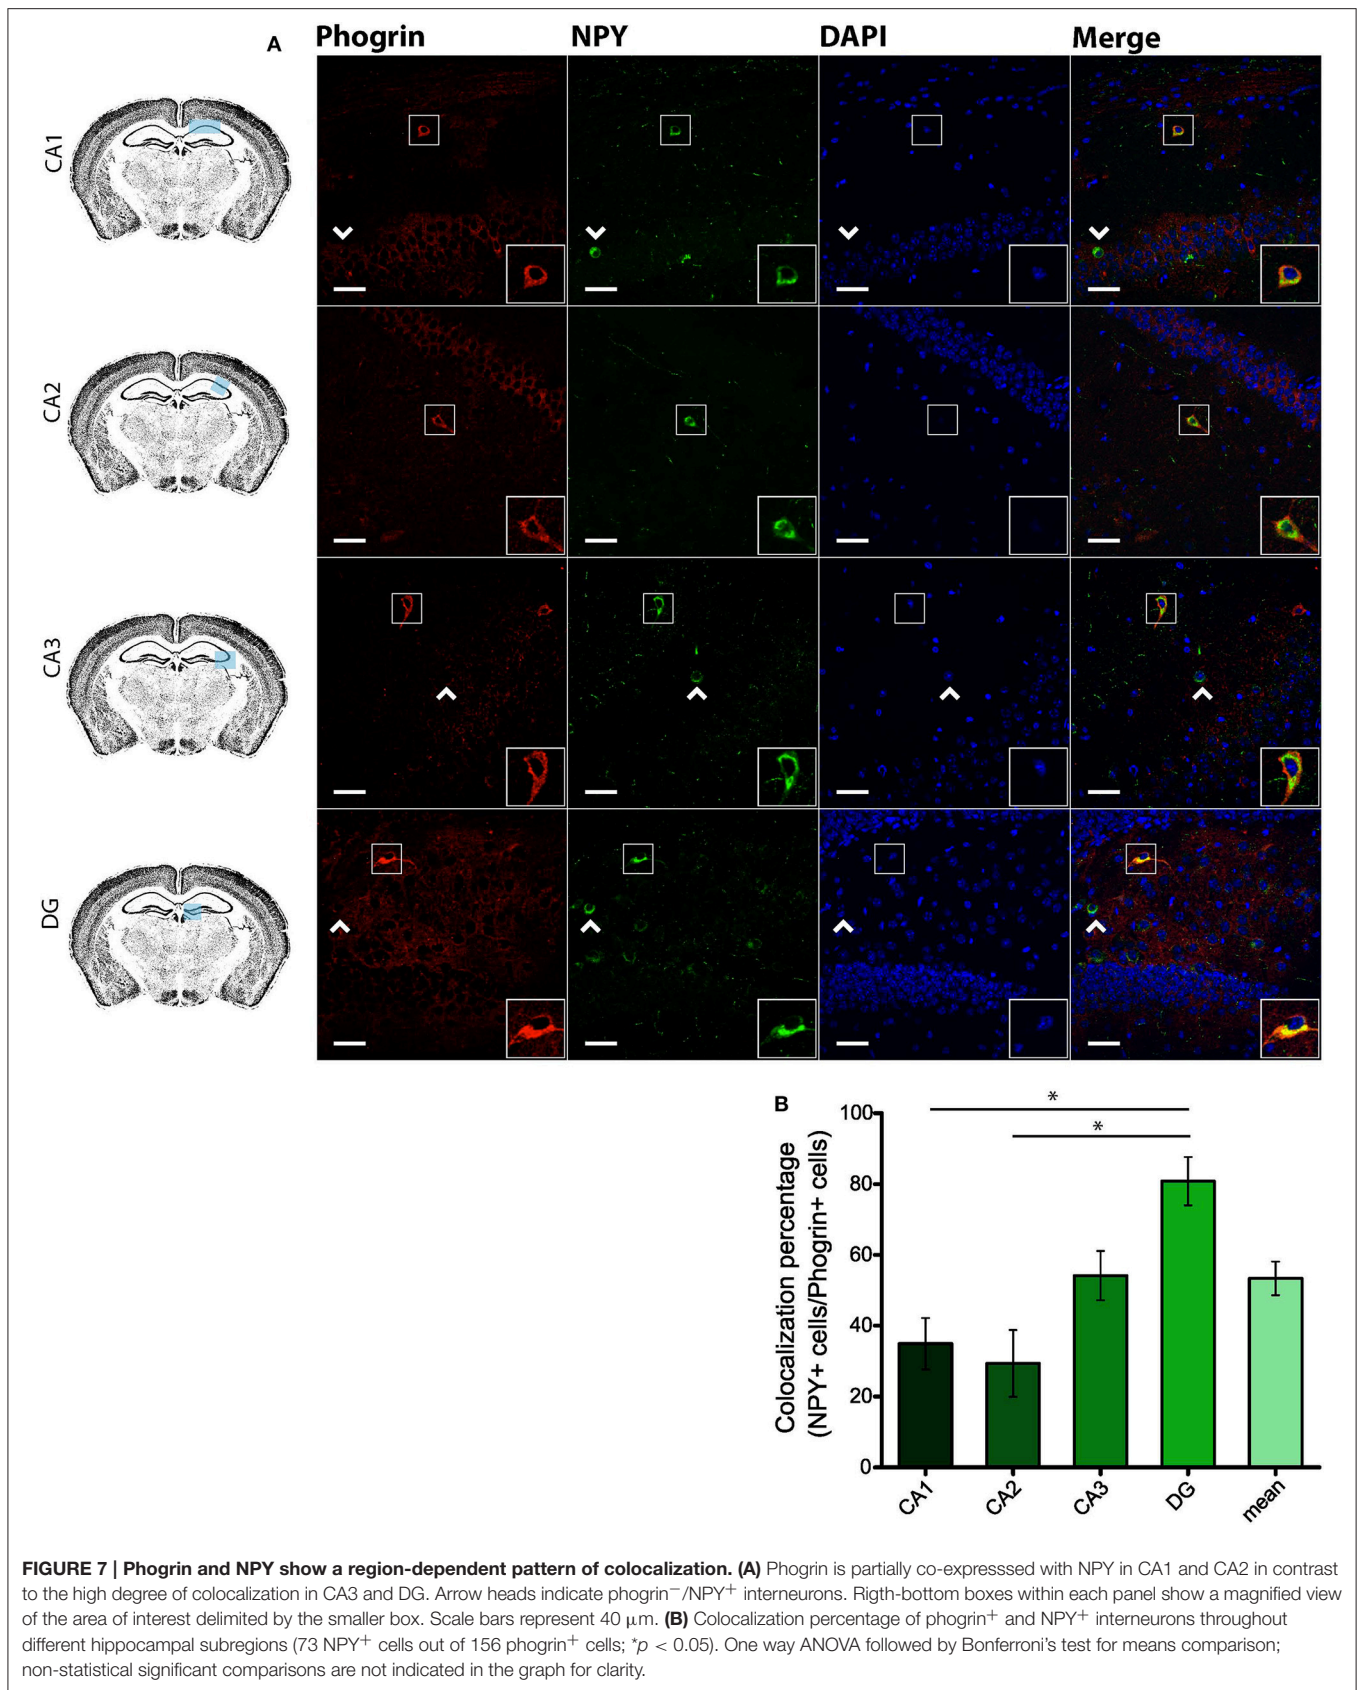 A
Phogrin
NPY
DAPI
Merge
CA1
CA2
CA3
DG
B
Colocalization percentage
(NPY+ cells/Phogrin+ cells)
100
80
60
40
20
0
*
*
CA1
CA2
CA3
DG
mean
FIGURE 7 | Phogrin and NPY show a region-dependent pattern of colocalization. (A) Phogrin is partially co-expresssed with NPY in CA1 and CA2 in contrast
to the high degree of colocalization in CA3 and DG. Arrow heads indicate phogrin−/NPY+ interneurons. Rigth-bottom boxes within each panel show a magnified view
of the area of interest delimited by the smaller box. Scale bars represent 40 μm. (B) Colocalization percentage of phogrin+ and NPY+ interneurons throughout
different hippocampal subregions (73 NPY+ cells out of 156 phogrin+ cells; *p < 0.05). One way ANOVA followed by Bonferroni's test for means comparison;
non-statistical significant comparisons are not indicated in the graph for clarity.